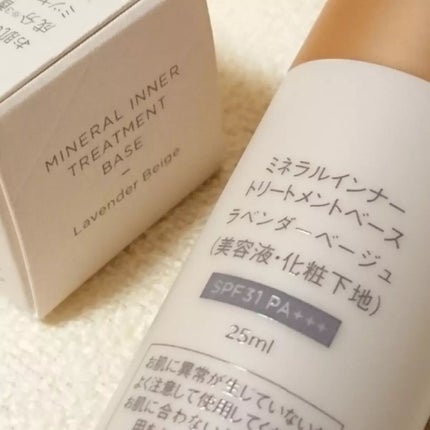 MINERAL INNER
TREATMENT
BASE
Lavender Beige
ミネラルインナー
トリートメントベース
ラベンダーベージュ
(美容液・化粧下地)
SPF31 PA+++
25ml
お肌に異常が生じていないか
よく注意して使用してくだ
お肌に合わない